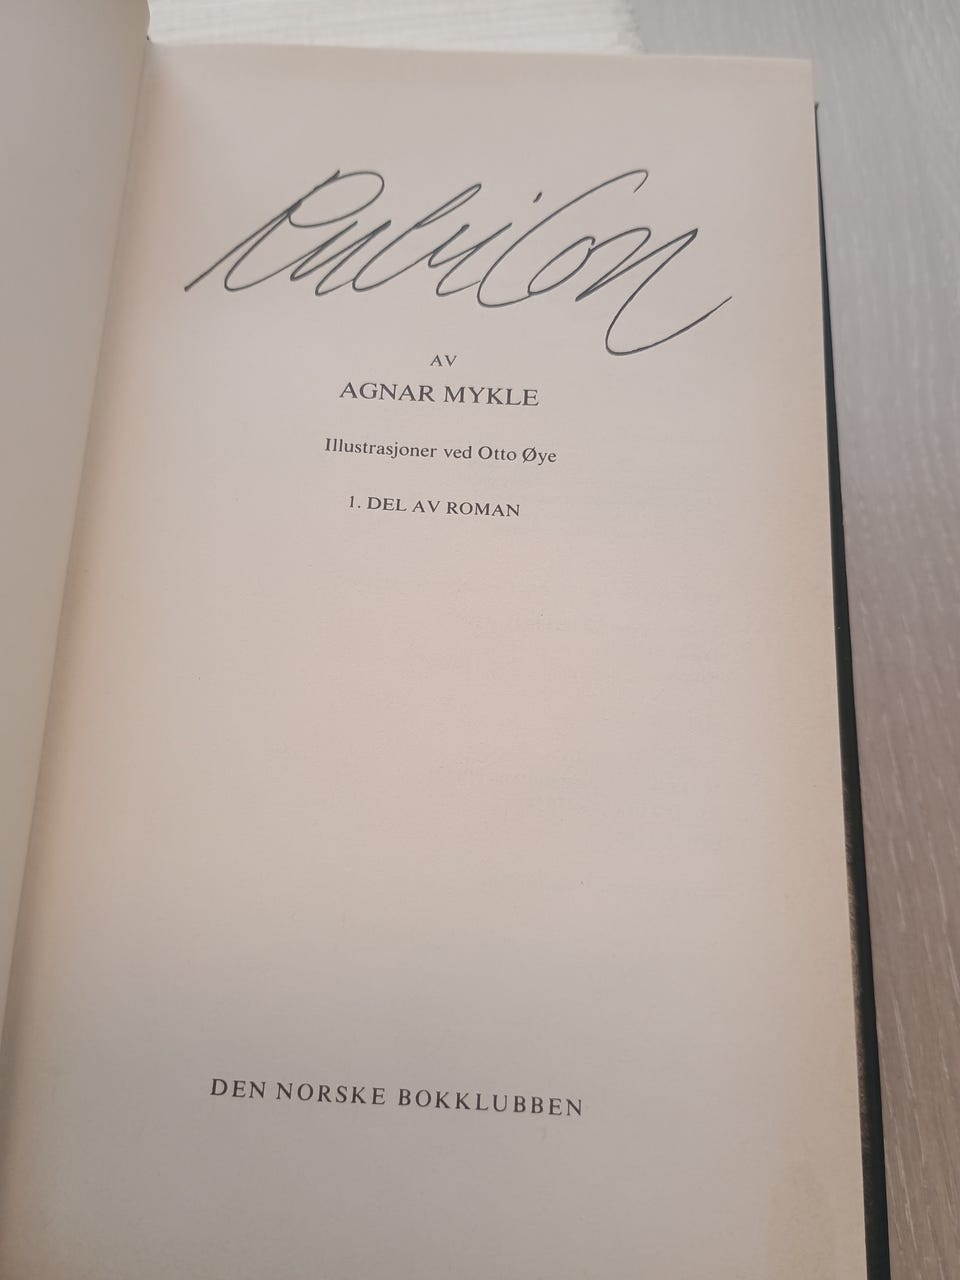 Rubicon
AV
AGNAR MYKLE
Illustrasjoner ved Otto Øye
1. DEL AV ROMAN
DEN NORSKE BOKKLUBBEN